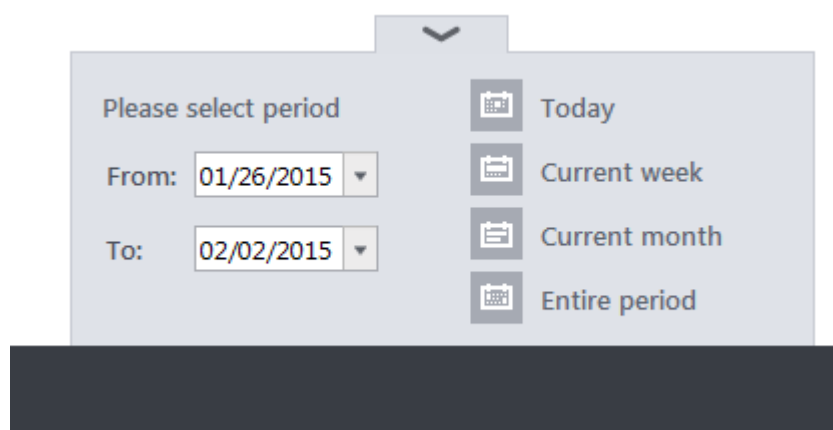 Please select period
From: 01/26/2015
To: 02/02/2015
Today
Current week
Current month
Entire period